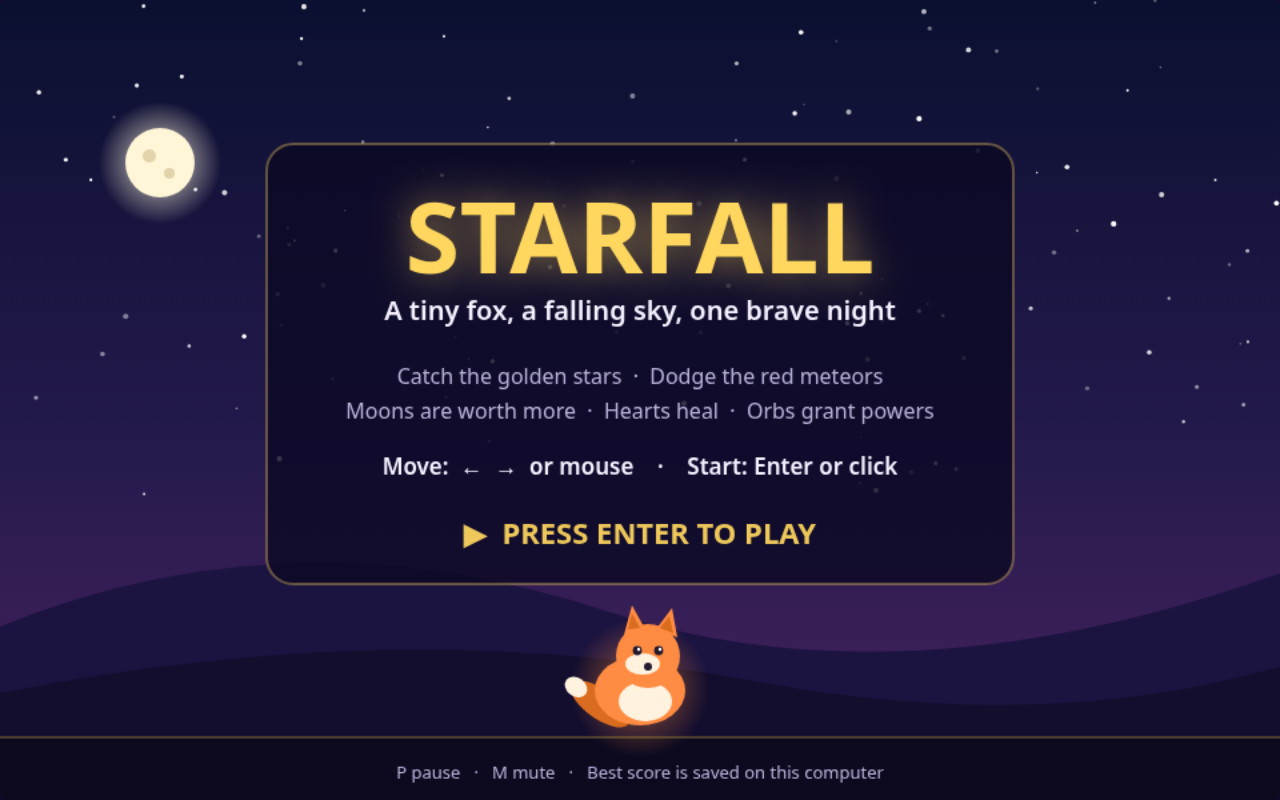 STARFALL
A tiny fox, a falling sky, one brave night
Catch the golden stars · Dodge the red meteors
Moons are worth more · Hearts heal · Orbs grant powers
Move: ← → or mouse · Start: Enter or click
▶ PRESS ENTER TO PLAY
P pause · M mute · Best score is saved on this computer